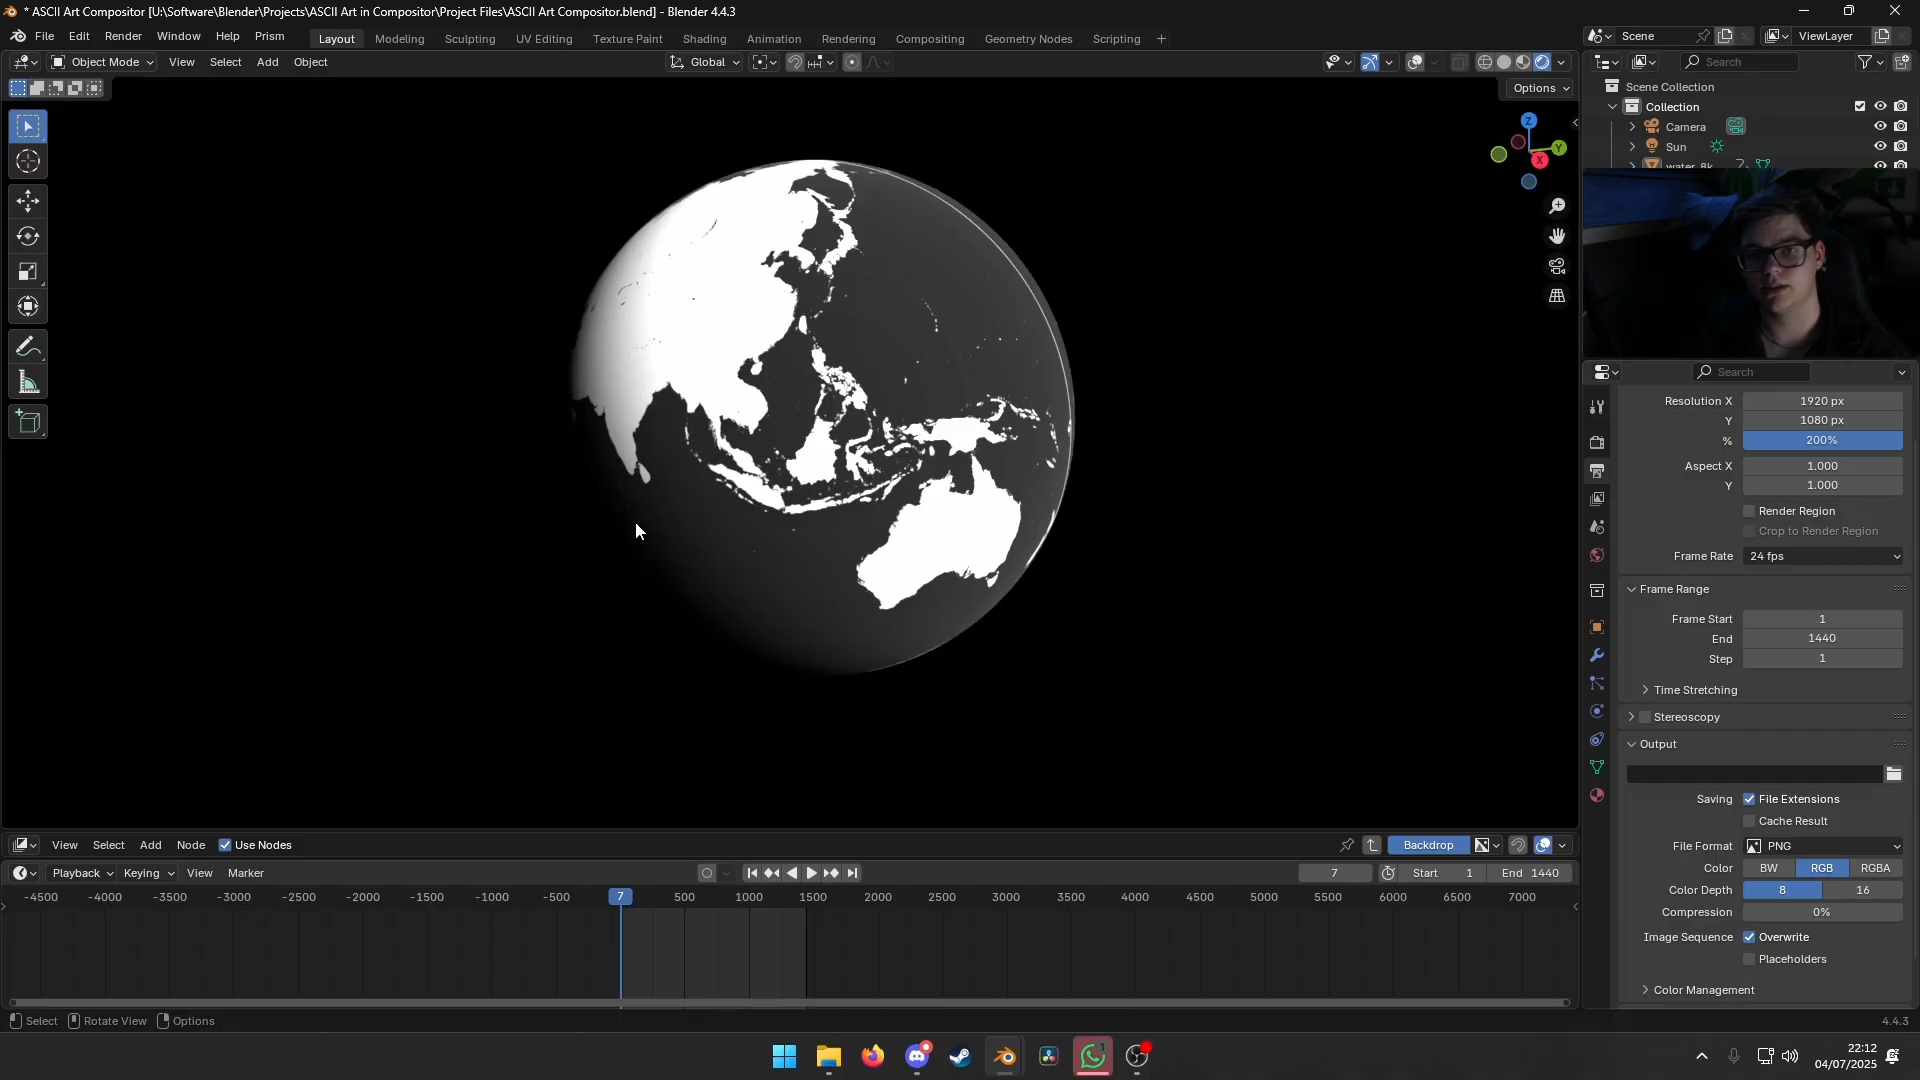 * ASCII Art Compositor [U:\Software\Blender\Projects\ASCII Art in Compositor\Project Files\ASCII Art Compositor.blend] - Blender 4.4.3
File Edit Render Window Help Prism Layout Modeling Sculpting UV Editing Texture Paint Shading Animation Rendering Compositing Geometry Nodes Scripting + Scene ViewLayer
Object Mode View Select Add Object Global Search
Options
Scene Collection
Collection
Camera
Sun
water_8k
Z
Y
X
Search
Resolution X 1920 px
Y 1080 px
% 200%
Aspect X 1.000
Y 1.000
Render Region
Crop to Render Region
Frame Rate 24 fps
Frame Range
Frame Start 1
End 1440
Step 1
Time Stretching
Stereoscopy
Output
Saving File Extensions
Cache Result
File Format PNG
Color BW RGB RGBA
Color Depth 8 16
Compression 0%
Image Sequence Overwrite
Placeholders
Color Management
View Select Add Node Use Nodes Backdrop
Playback Keying View Marker 7 Start 1 End 1440
-4500 -4000 -3500 -3000 -2500 -2000 -1500 -1000 -500 7 500 1000 1500 2000 2500 3000 3500 4000 4500 5000 5500 6000 6500 7000
Select Rotate View Options 4.4.3
22:12
04/07/2025